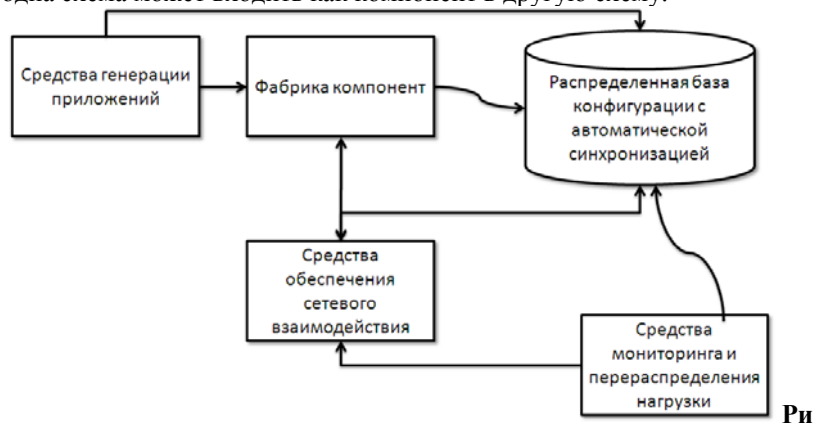 одна схема может входить как компонент в другую схему.
Средства генерации
приложений
Фабрика компонент
Распределенная база
конфигурации с
автоматической
синхронизацией
Средства
обеспечения
сетевого
взаимодействия
Средства
мониторинга и
перераспределения
нагрузки
Ри